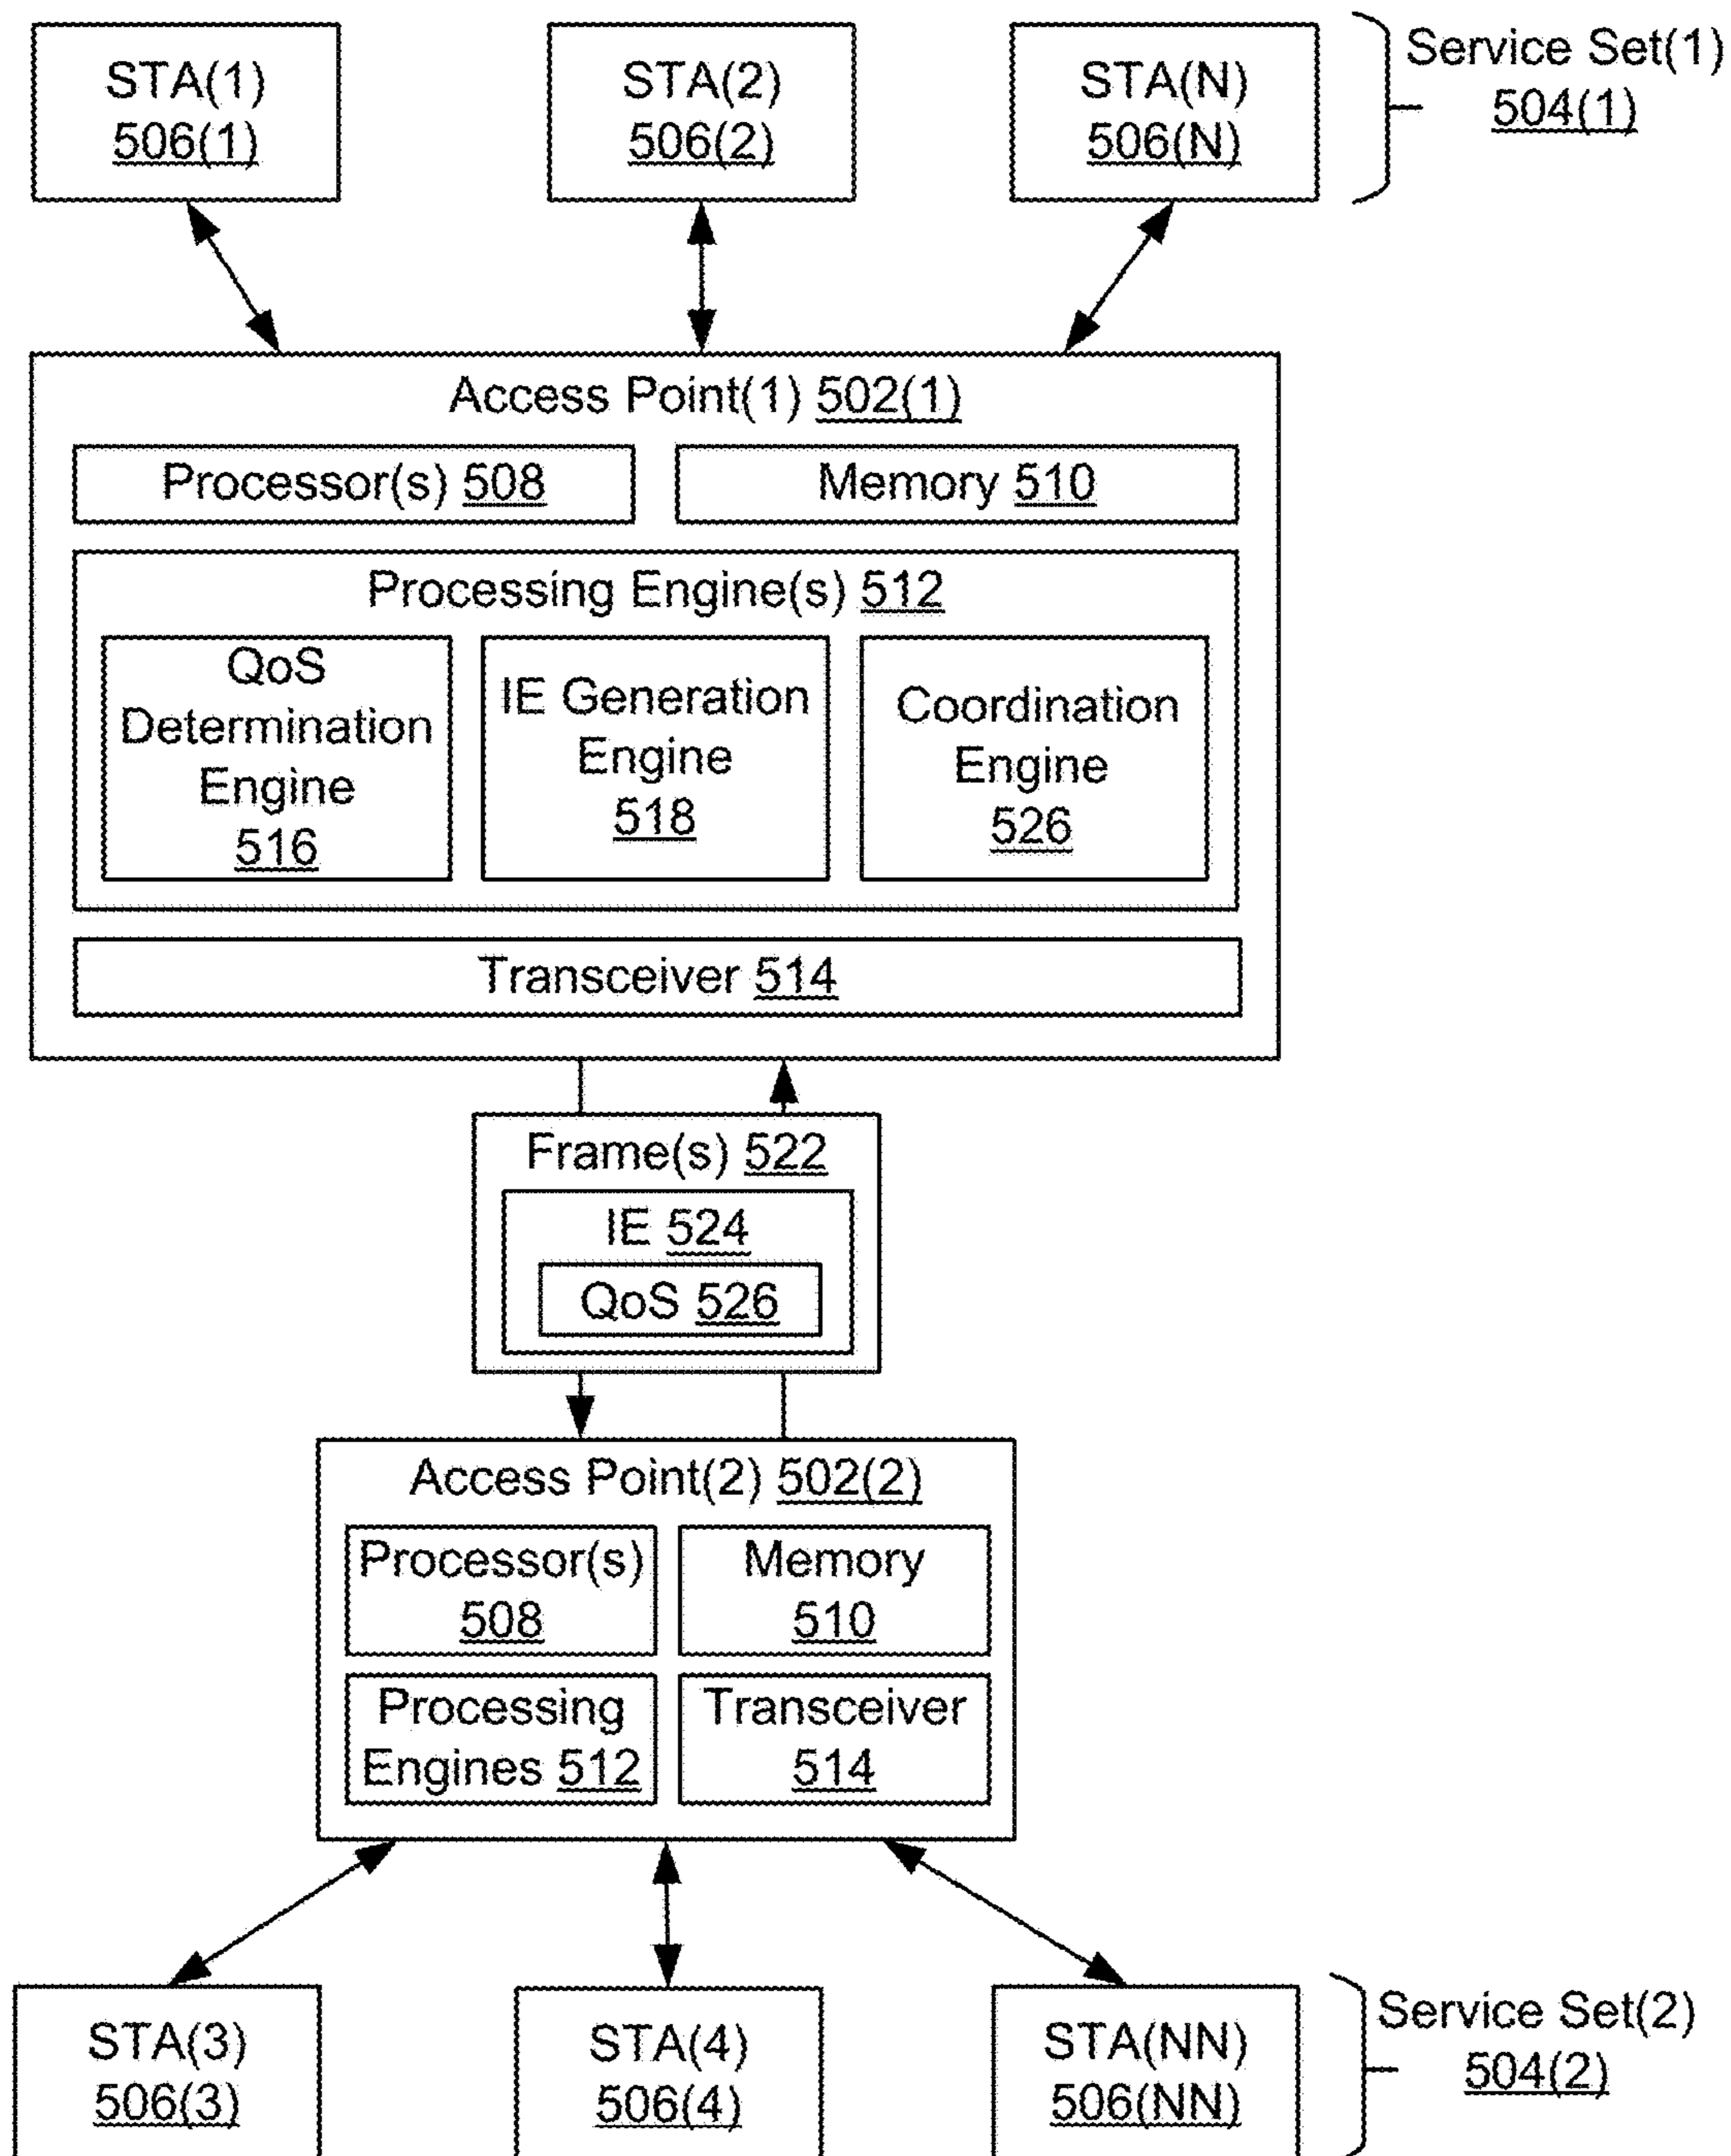 STA(1)
506(1)
STA(2)
506(2)
STA(N)
506(N)
Service Set(1)
504(1)
Access Point(1) 502(1)
Processor(s) 508
Memory 510
Processing Engine(s) 512
QoS
Determination
Engine
516
IE Generation
Engine
518
Coordination
Engine
526
Transceiver 514
Frame(s) 522
IE 524
QoS 526
Access Point(2) 502(2)
Processor(s)
508
Memory
510
Processing
Engines 512
Transceiver
514
STA(3)
506(3)
STA(4)
506(4)
STA(NN)
506(NN)
Service Set(2)
504(2)